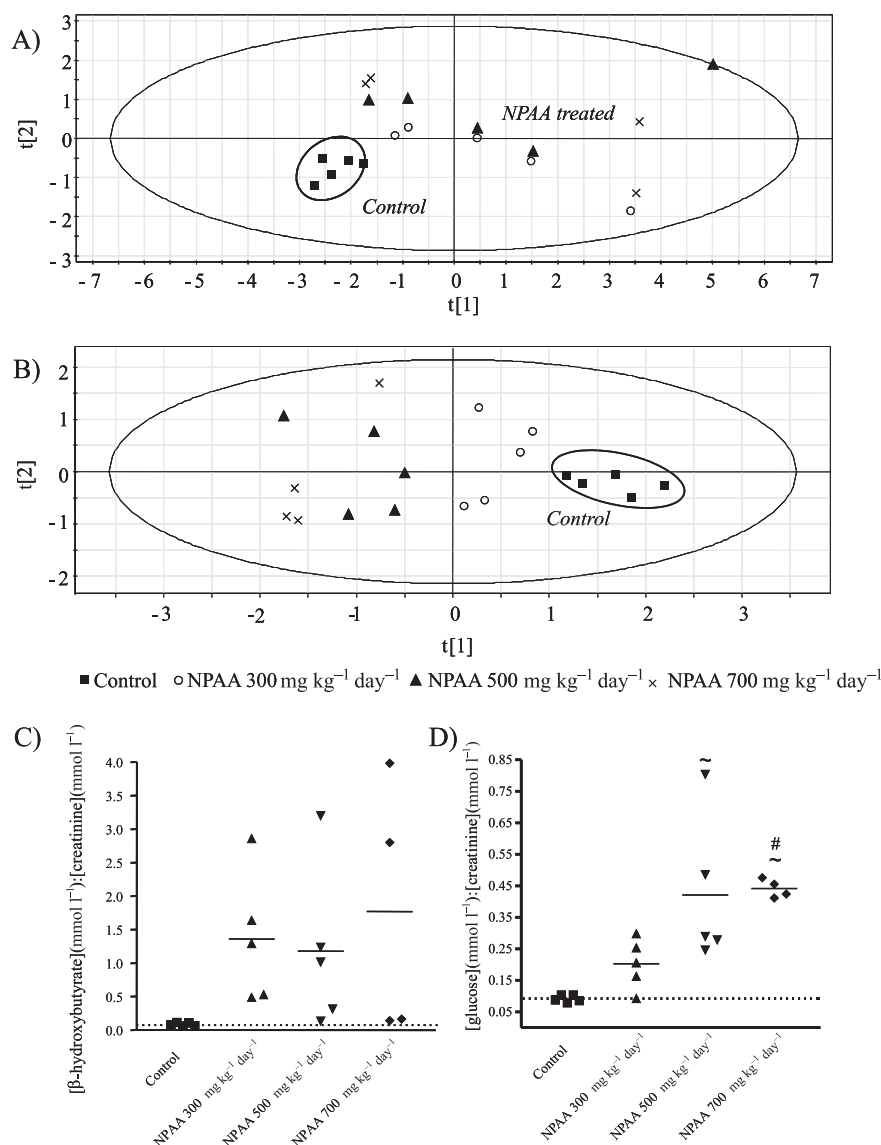 A)
3
2
1
0
- 1
- 2
- 3
t[2]
NPAA treated
Control
- 7
-6
-5
-4
-3
- 2
-1
0
1
2
3
4
5
6
7
t[1]
B)
2
1
0
-1
-2
t[2]
Control
-3
-2
-1
0
1
2
3
t[1]
■ Control ○ NPAA 300 mg kg⁻¹ day⁻¹ ▲ NPAA 500 mg kg⁻¹ day⁻¹ × NPAA 700 mg kg⁻¹ day⁻¹
C)
[β-hydroxybutyrate](mmol l⁻¹):[creatinine](mmol l⁻¹)
4.0
3.5
3.0
2.5
2.0
1.5
1.0
0.5
0.0
Control
NPAA 300 mg kg⁻¹ day⁻¹
NPAA 500 mg kg⁻¹ day⁻¹
NPAA 700 mg kg⁻¹ day⁻¹
D)
[glucose](mmol l⁻¹):[creatinine](mmol l⁻¹)
0.85
0.75
0.65
0.55
0.45
0.35
0.25
0.15
0.05
~
#
~
Control
NPAA 300 mg kg⁻¹ day⁻¹
NPAA 500 mg kg⁻¹ day⁻¹
NPAA 700 mg kg⁻¹ day⁻¹